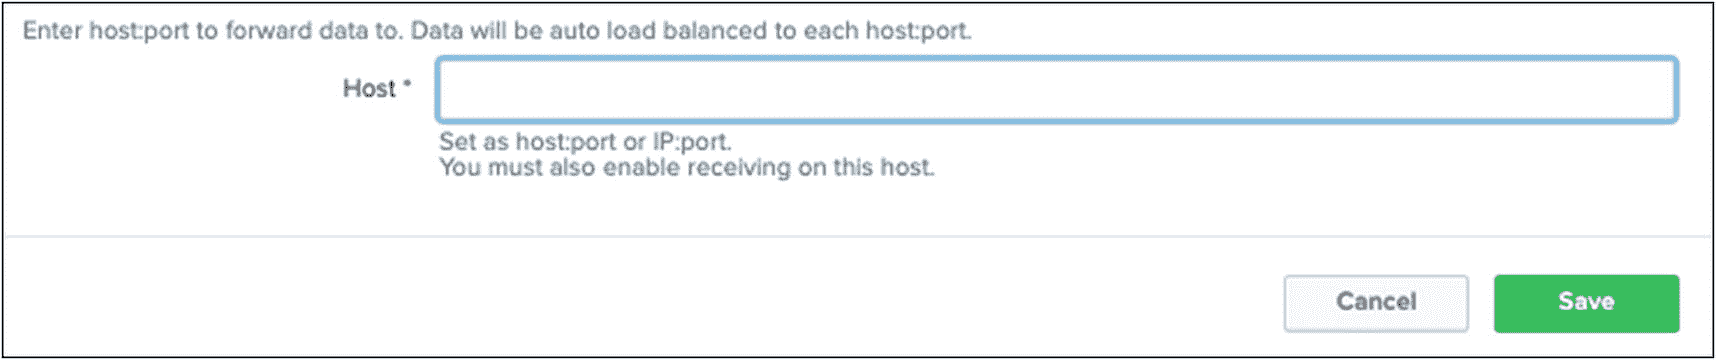 Enter host:port to forward data to. Data will be auto load balanced to each host:port.
Host *
Set as host:port or IP:port.
You must also enable receiving on this host.
Cancel Save